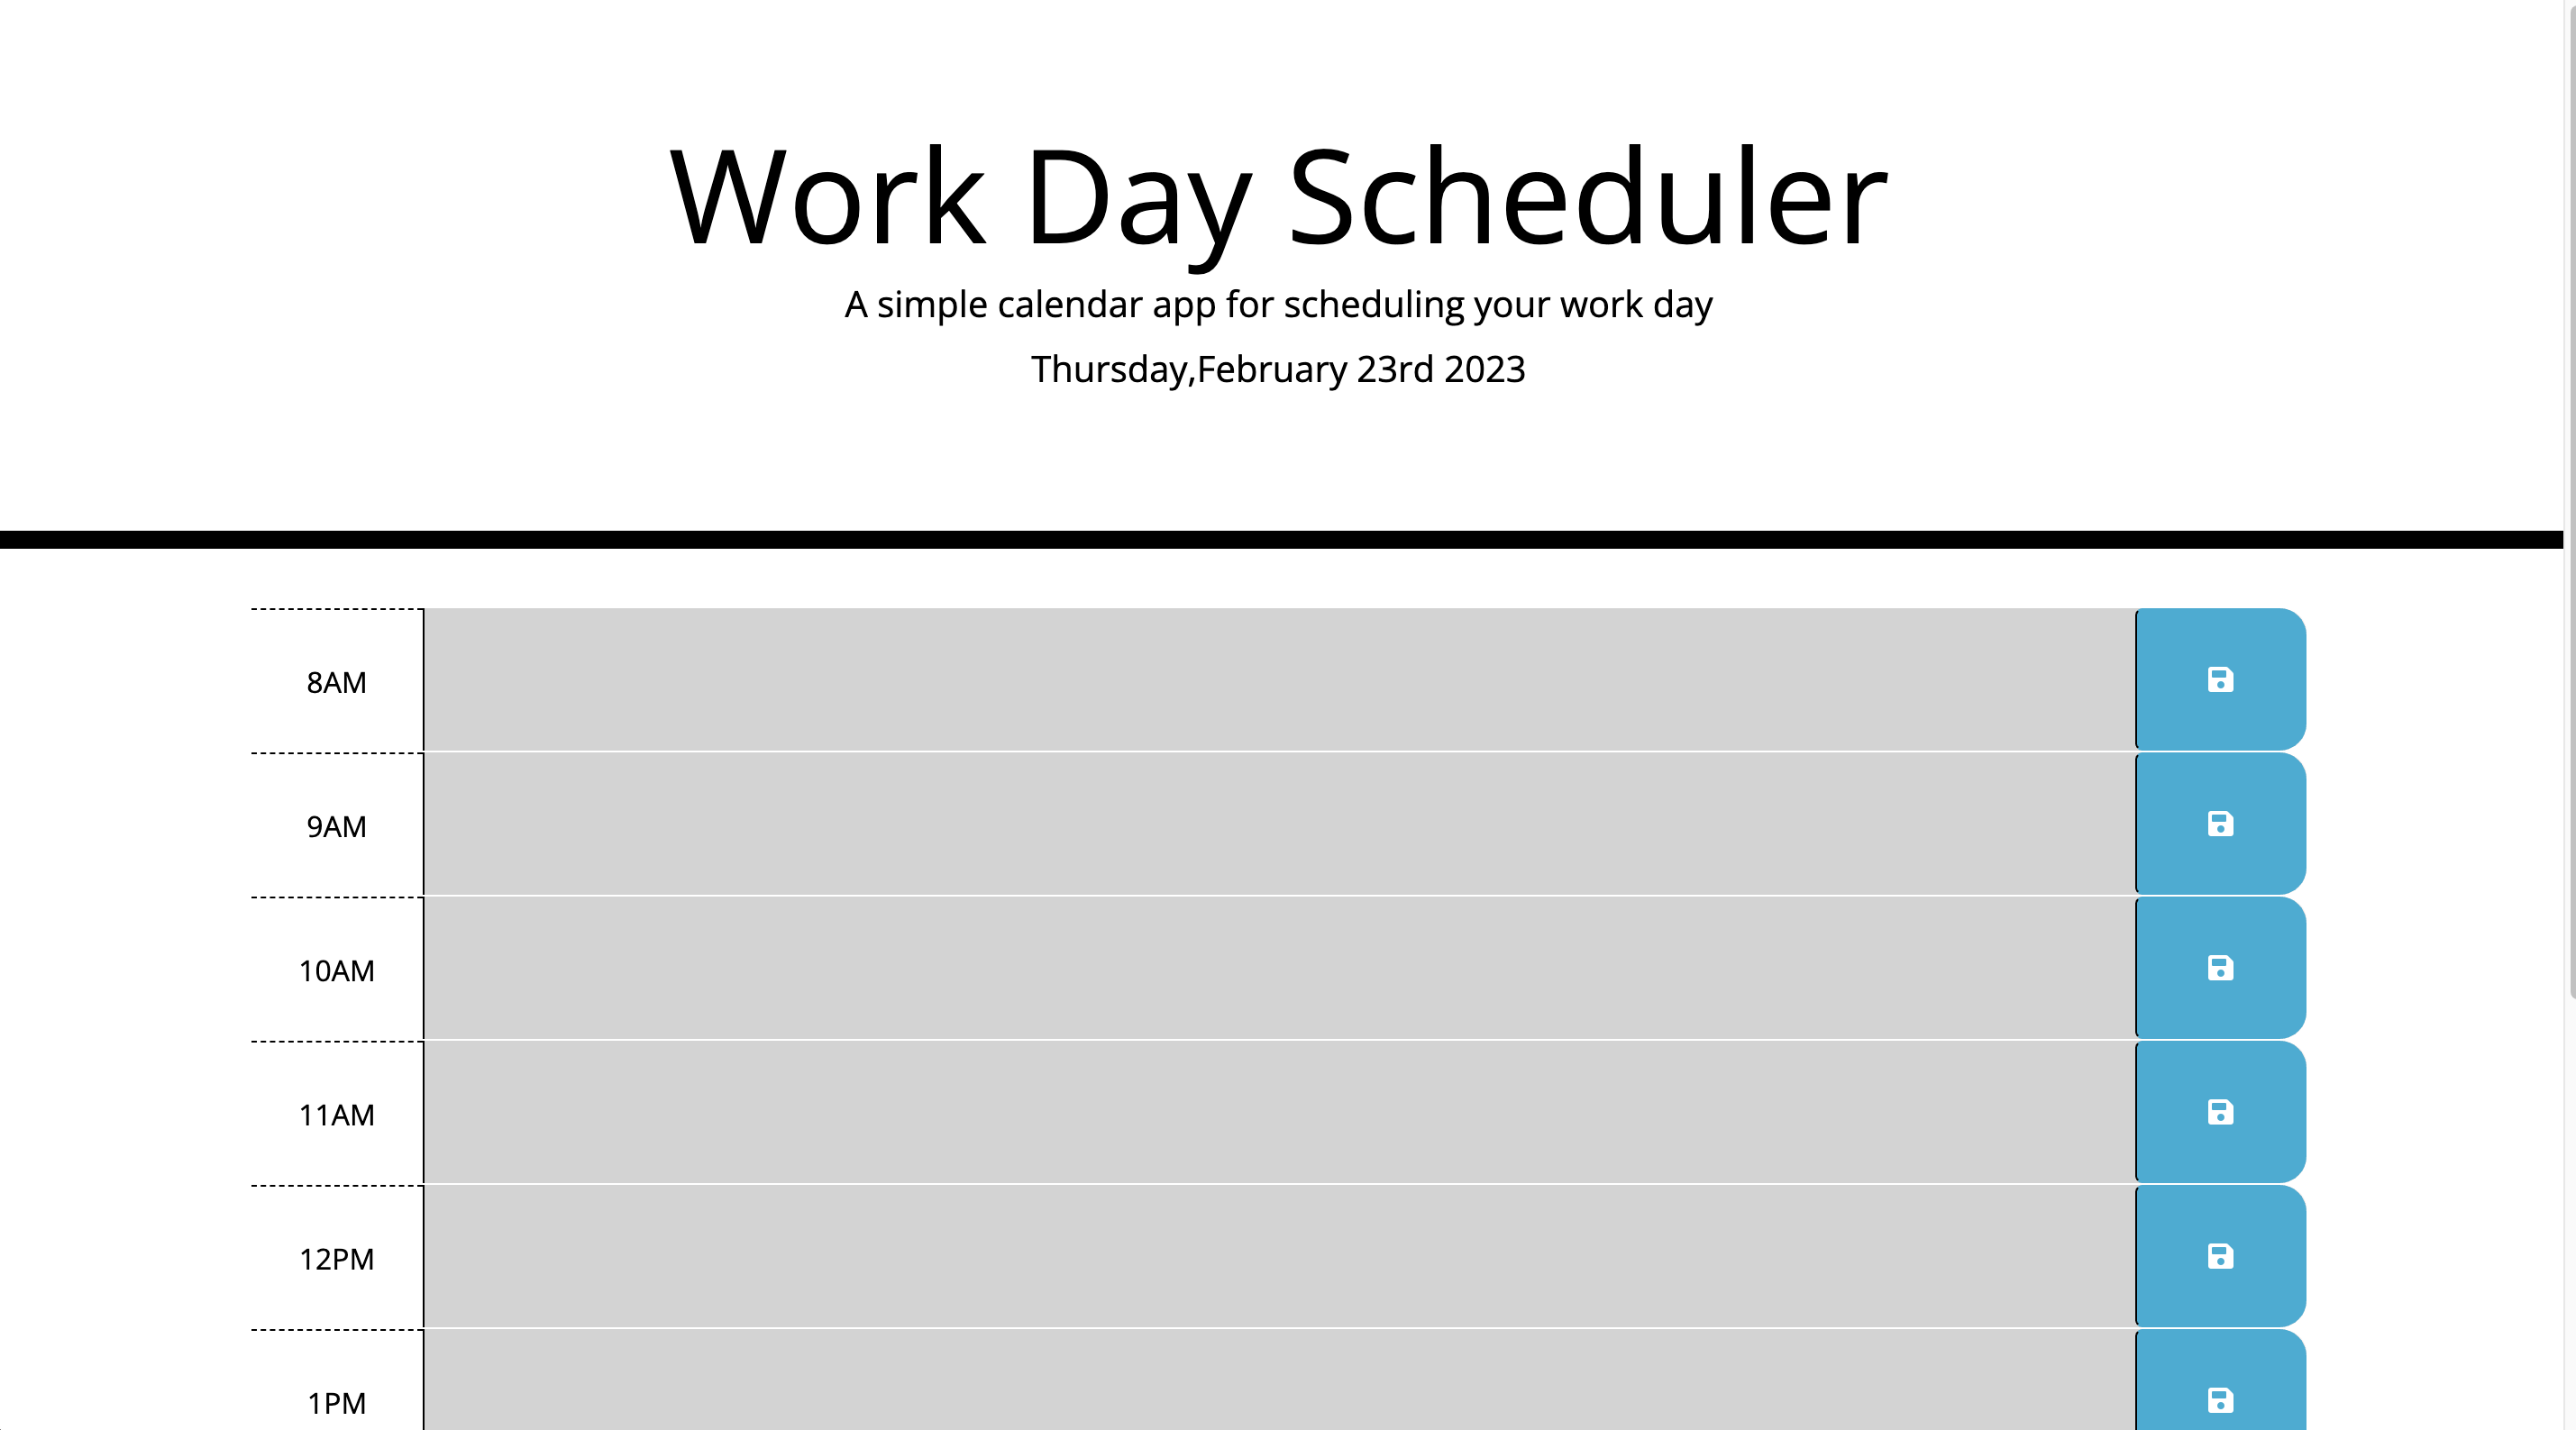 Work Day Scheduler
A simple calendar app for scheduling your work day
Thursday,February 23rd 2023
8AM
9AM
10AM
11AM
12PM
1PM